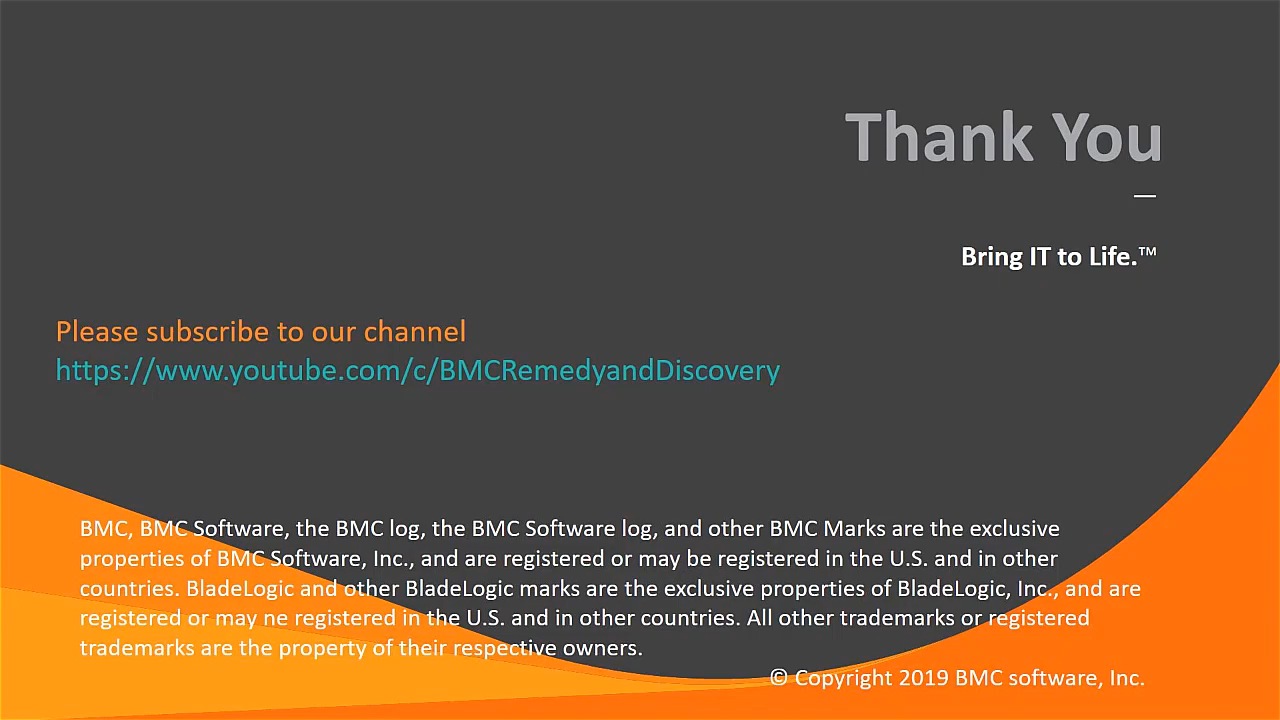 Thank You
—
Bring IT to Life.™
Please subscribe to our channel
https://www.youtube.com/c/BMCRemedyandDiscovery
BMC, BMC Software, the BMC log, the BMC Software log, and other BMC Marks are the exclusive
properties of BMC Software, Inc., and are registered or may be registered in the U.S. and in other
countries. BladeLogic and other BladeLogic marks are the exclusive properties of BladeLogic, Inc., and are
registered or may ne registered in the U.S. and in other countries. All other trademarks or registered
trademarks are the property of their respective owners.
© Copyright 2019 BMC software, Inc.